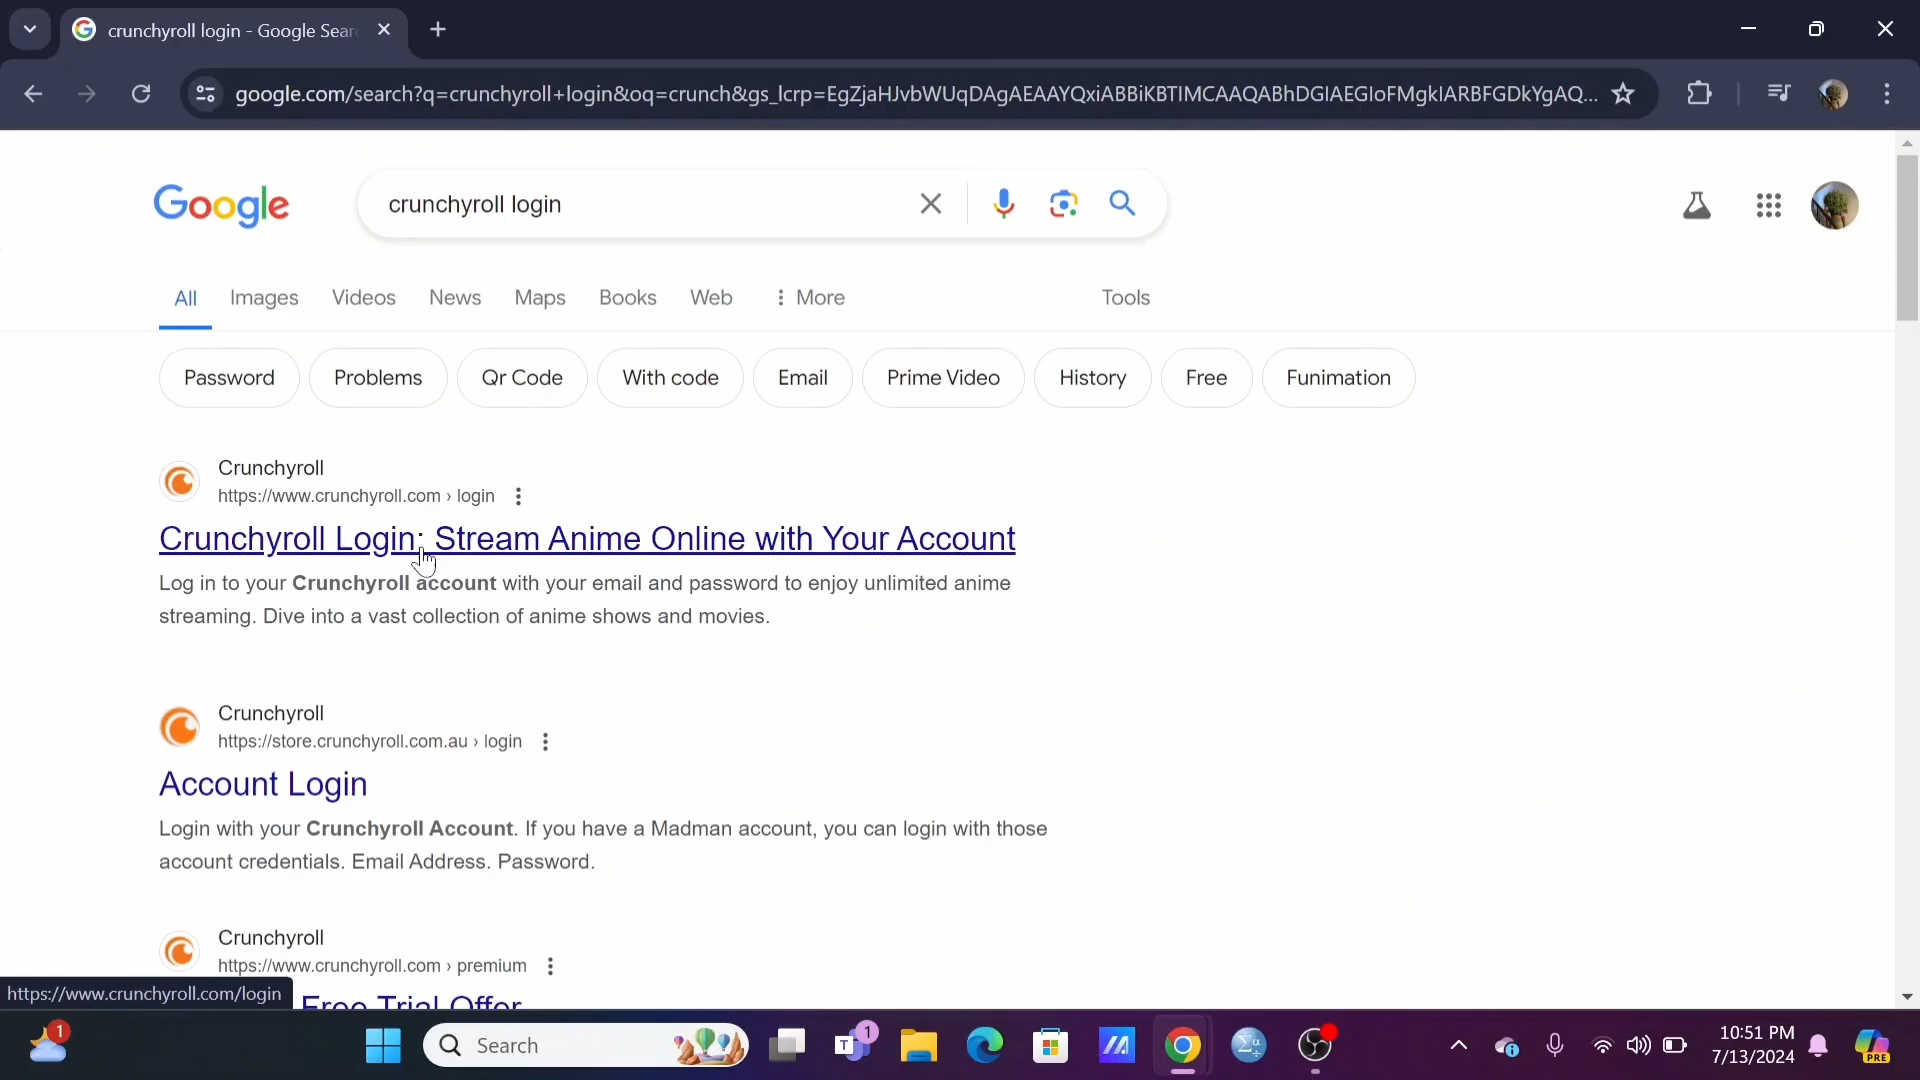 crunchyroll login - Google Sear
google.com/search?q=crunchyroll+login&oq=crunch&gs_lcrp=EgZjaHJvbWUqDAgAEAAYQxiABBiKBTIMCAAQABhDGIAEGIoFMgkIARBFGDkYgAQ...
Google
crunchyroll login
All
Images
Videos
News
Maps
Books
Web
More
Tools
Password
Problems
Qr Code
With code
Email
Prime Video
History
Free
Funimation
Crunchyroll
https://www.crunchyroll.com › login
Crunchyroll Login: Stream Anime Online with Your Account
Log in to your Crunchyroll account with your email and password to enjoy unlimited anime
streaming. Dive into a vast collection of anime shows and movies.
Crunchyroll
https://store.crunchyroll.com.au › login
Account Login
Login with your Crunchyroll Account. If you have a Madman account, you can login with those
account credentials. Email Address. Password.
Crunchyroll
https://www.crunchyroll.com › premium
Free Trial Offer
https://www.crunchyroll.com/login
1
Search
1
10:51 PM
7/13/2024
PRE